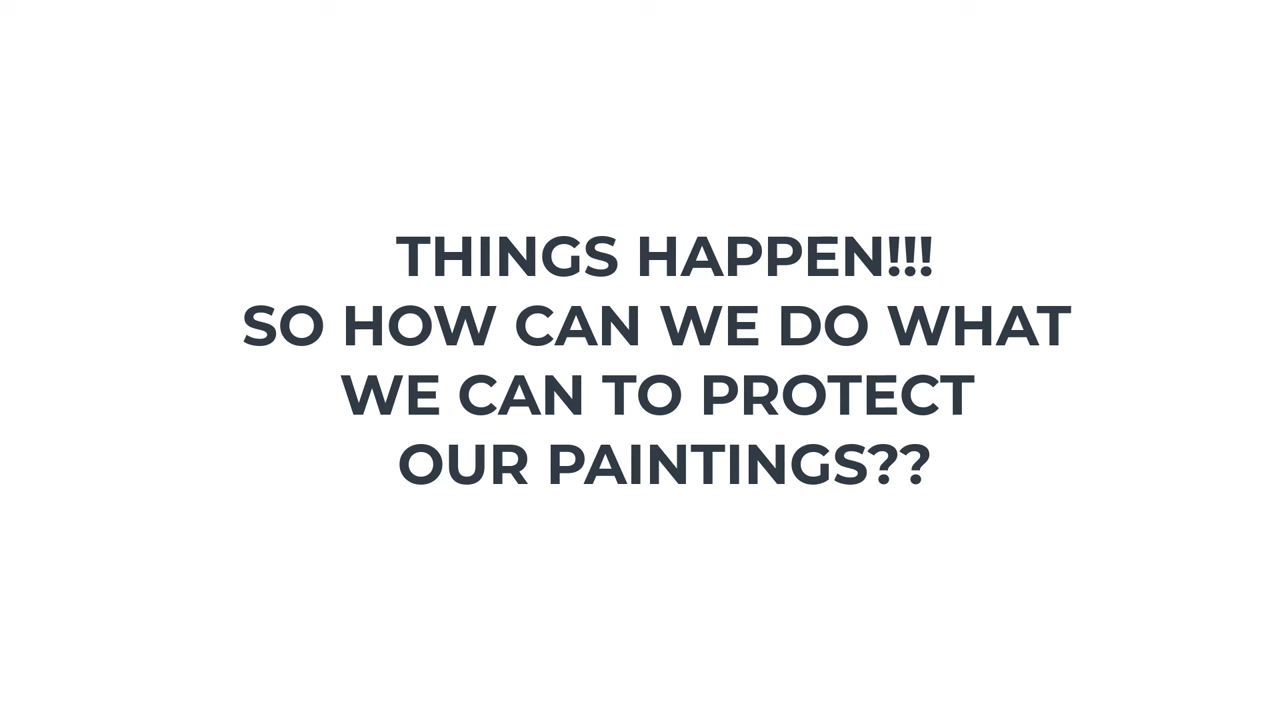 THINGS HAPPEN!!!
SO HOW CAN WE DO WHAT
WE CAN TO PROTECT
OUR PAINTINGS??